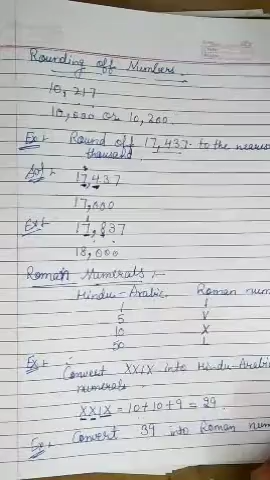 Rounding off Numbers.
10,217
10,000 or 10,200.
Ex:- Round off 17,437 to the nearest
thousand.
Sol:- 17,437
17,000
Ex:- 17,837
18,000
Roman Numerals :-
Hindu-Arabic Roman num
1 I
5 V
10 X
50 L
Ex:- Convert XXIX into Hindu-Arabic
numerals.
XXIX = 10+10+9 = 29.
Ex:- Convert 39 into Roman num